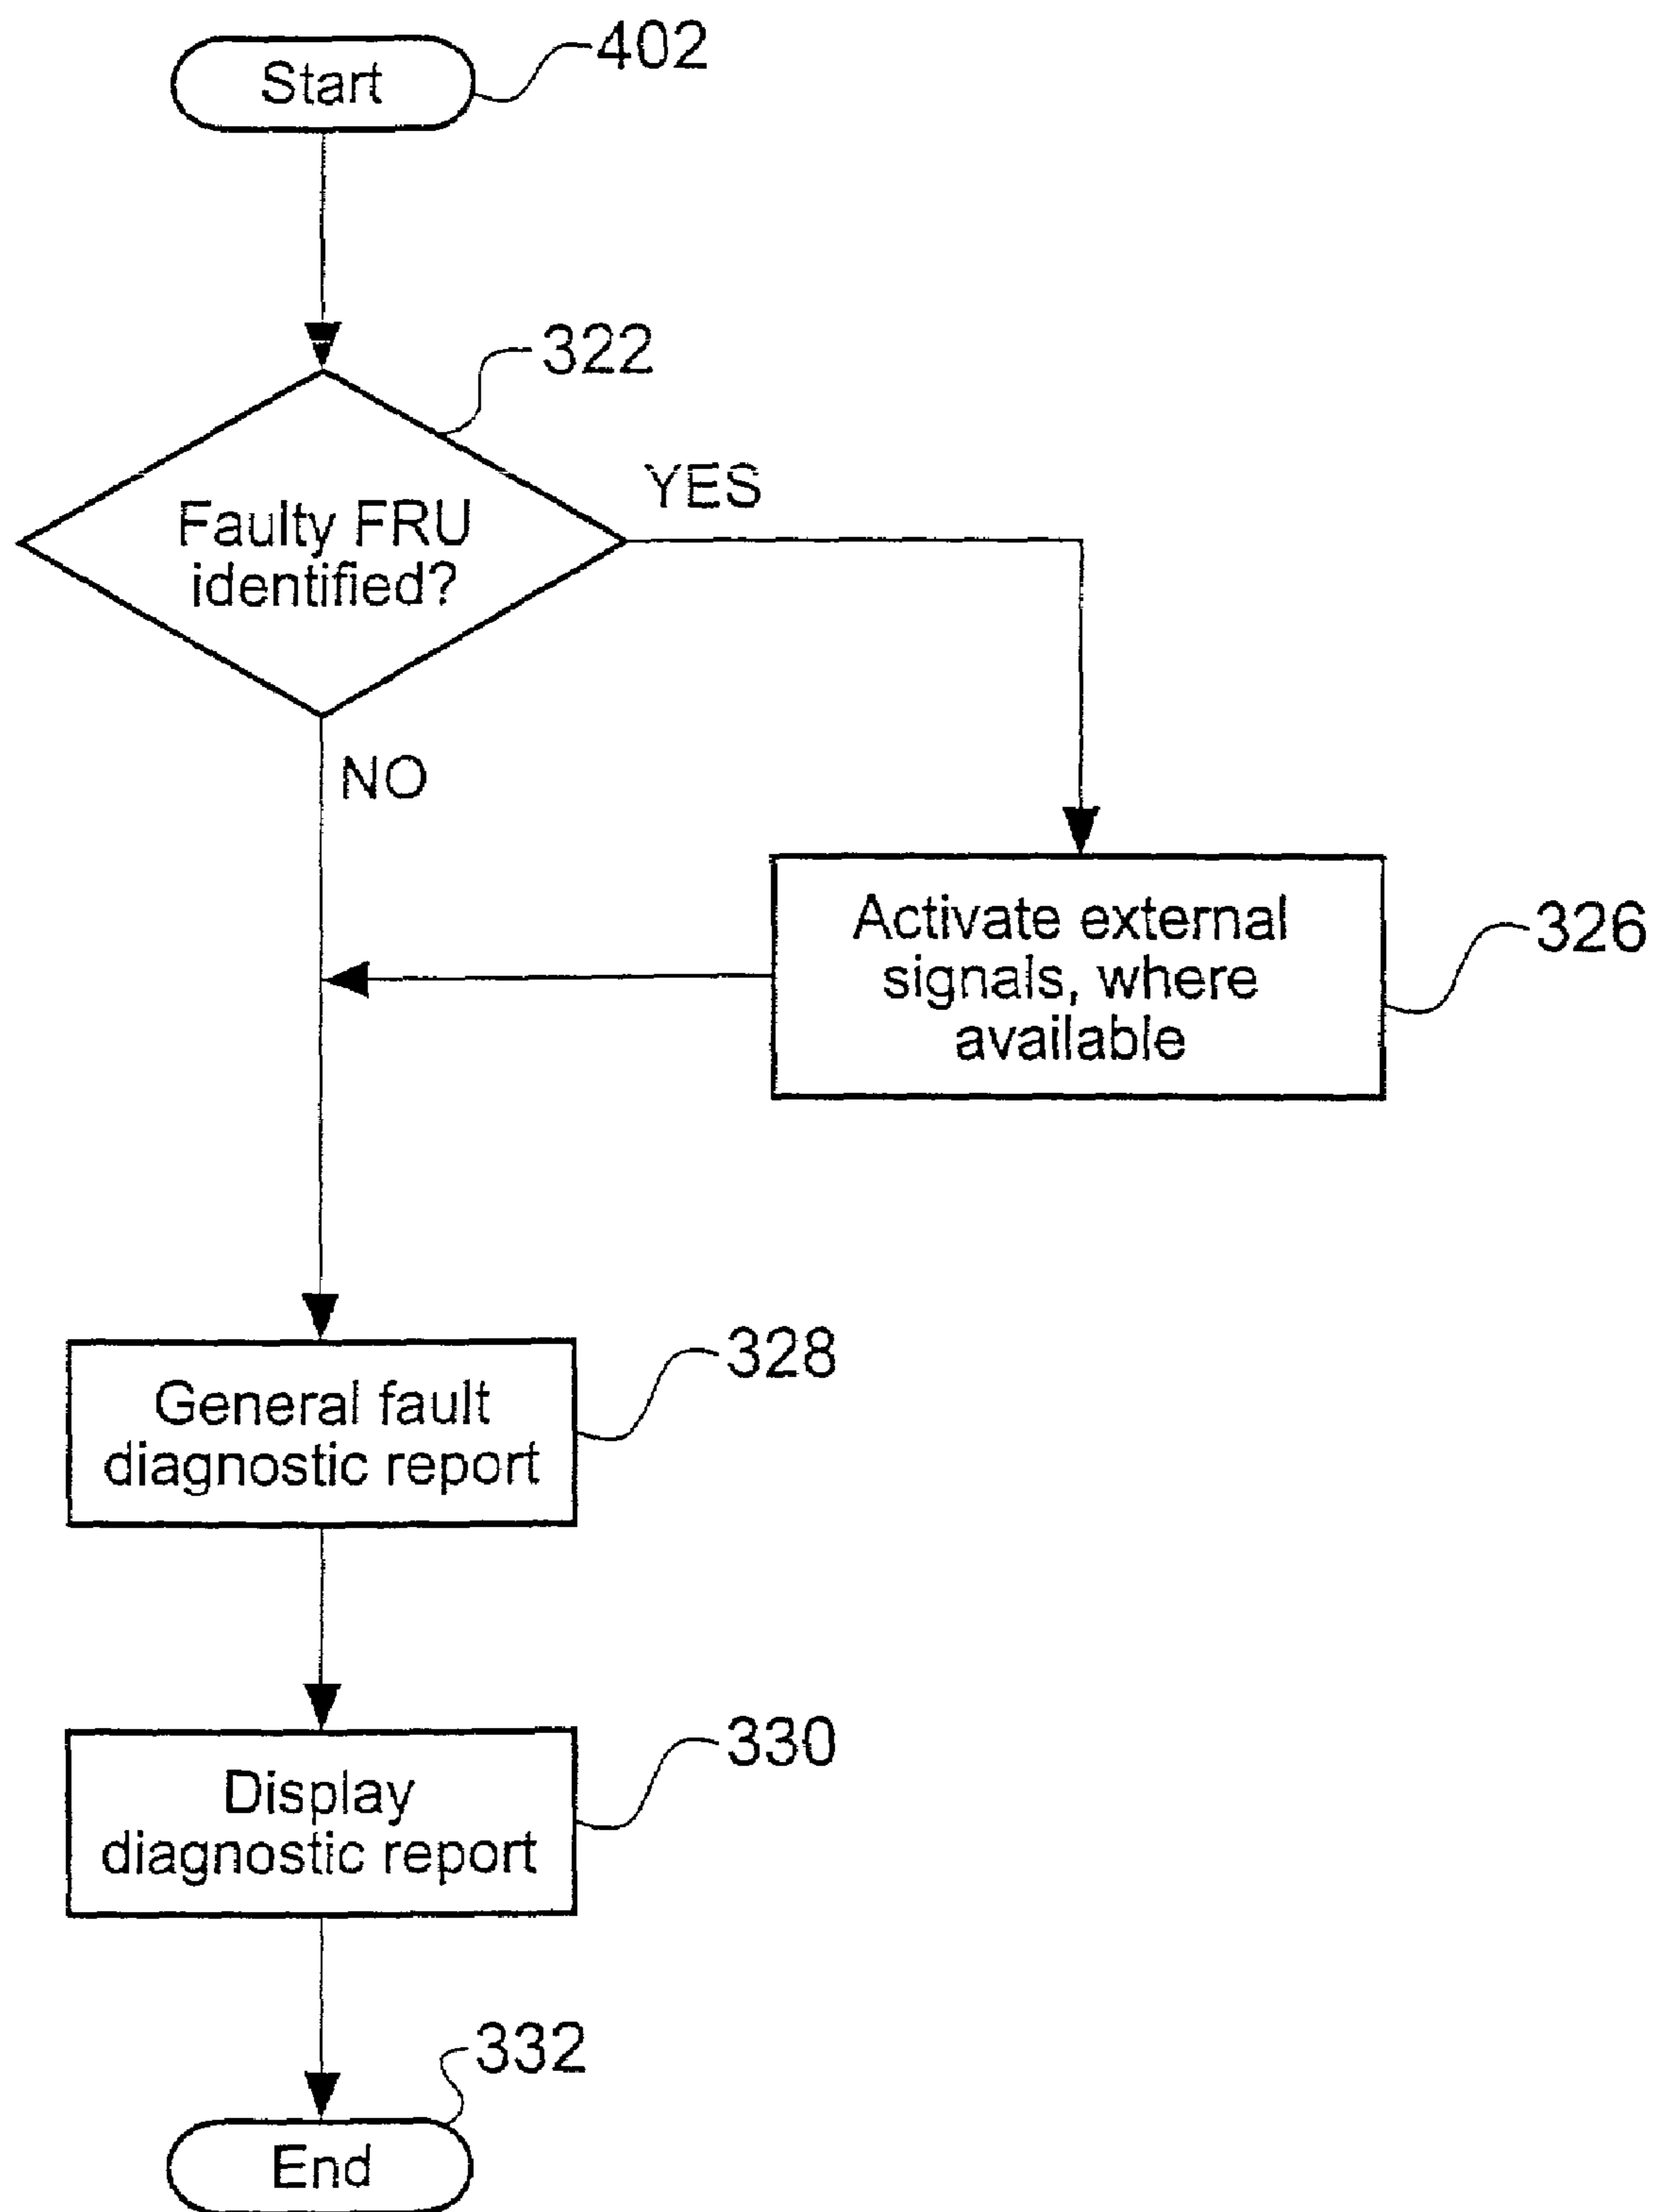 Start
402
322
Faulty FRU
identified?
YES
NO
Activate external
signals, where
available
326
General fault
diagnostic report
328
Display
diagnostic report
330
332
End